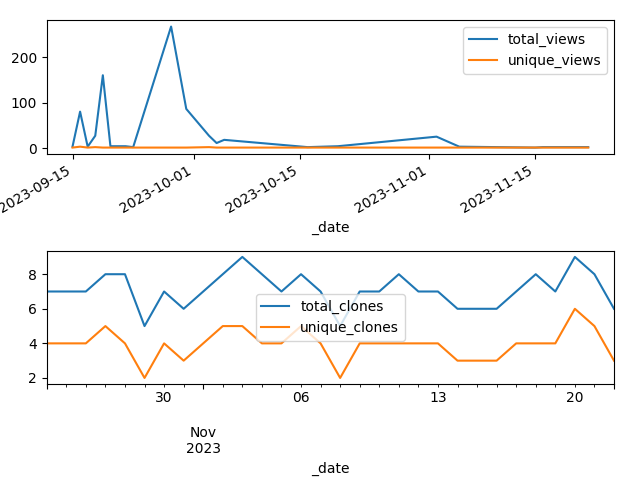 total_views
unique_views
200
100
0
2023-09-15
2023-10-01
2023-10-15
2023-11-01
2023-11-15
_date
total_clones
unique_clones
8
6
4
2
30
06
13
20
Nov
2023
_date